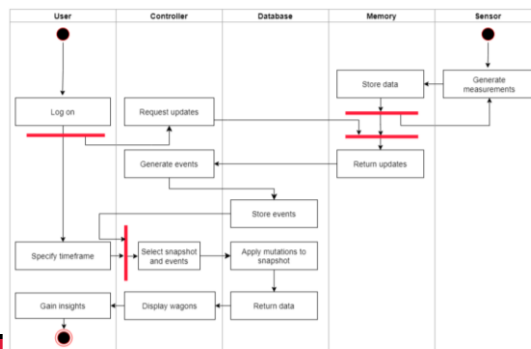 User Controller Database Memory Sensor
Store data
Generate
measurements
Log on
Request updates
Generate events
Return updates
Store events
Specify timeframe
Select snapshot
and events
Apply mutations to
snapshot
Gain insights
Display wagons
Return data